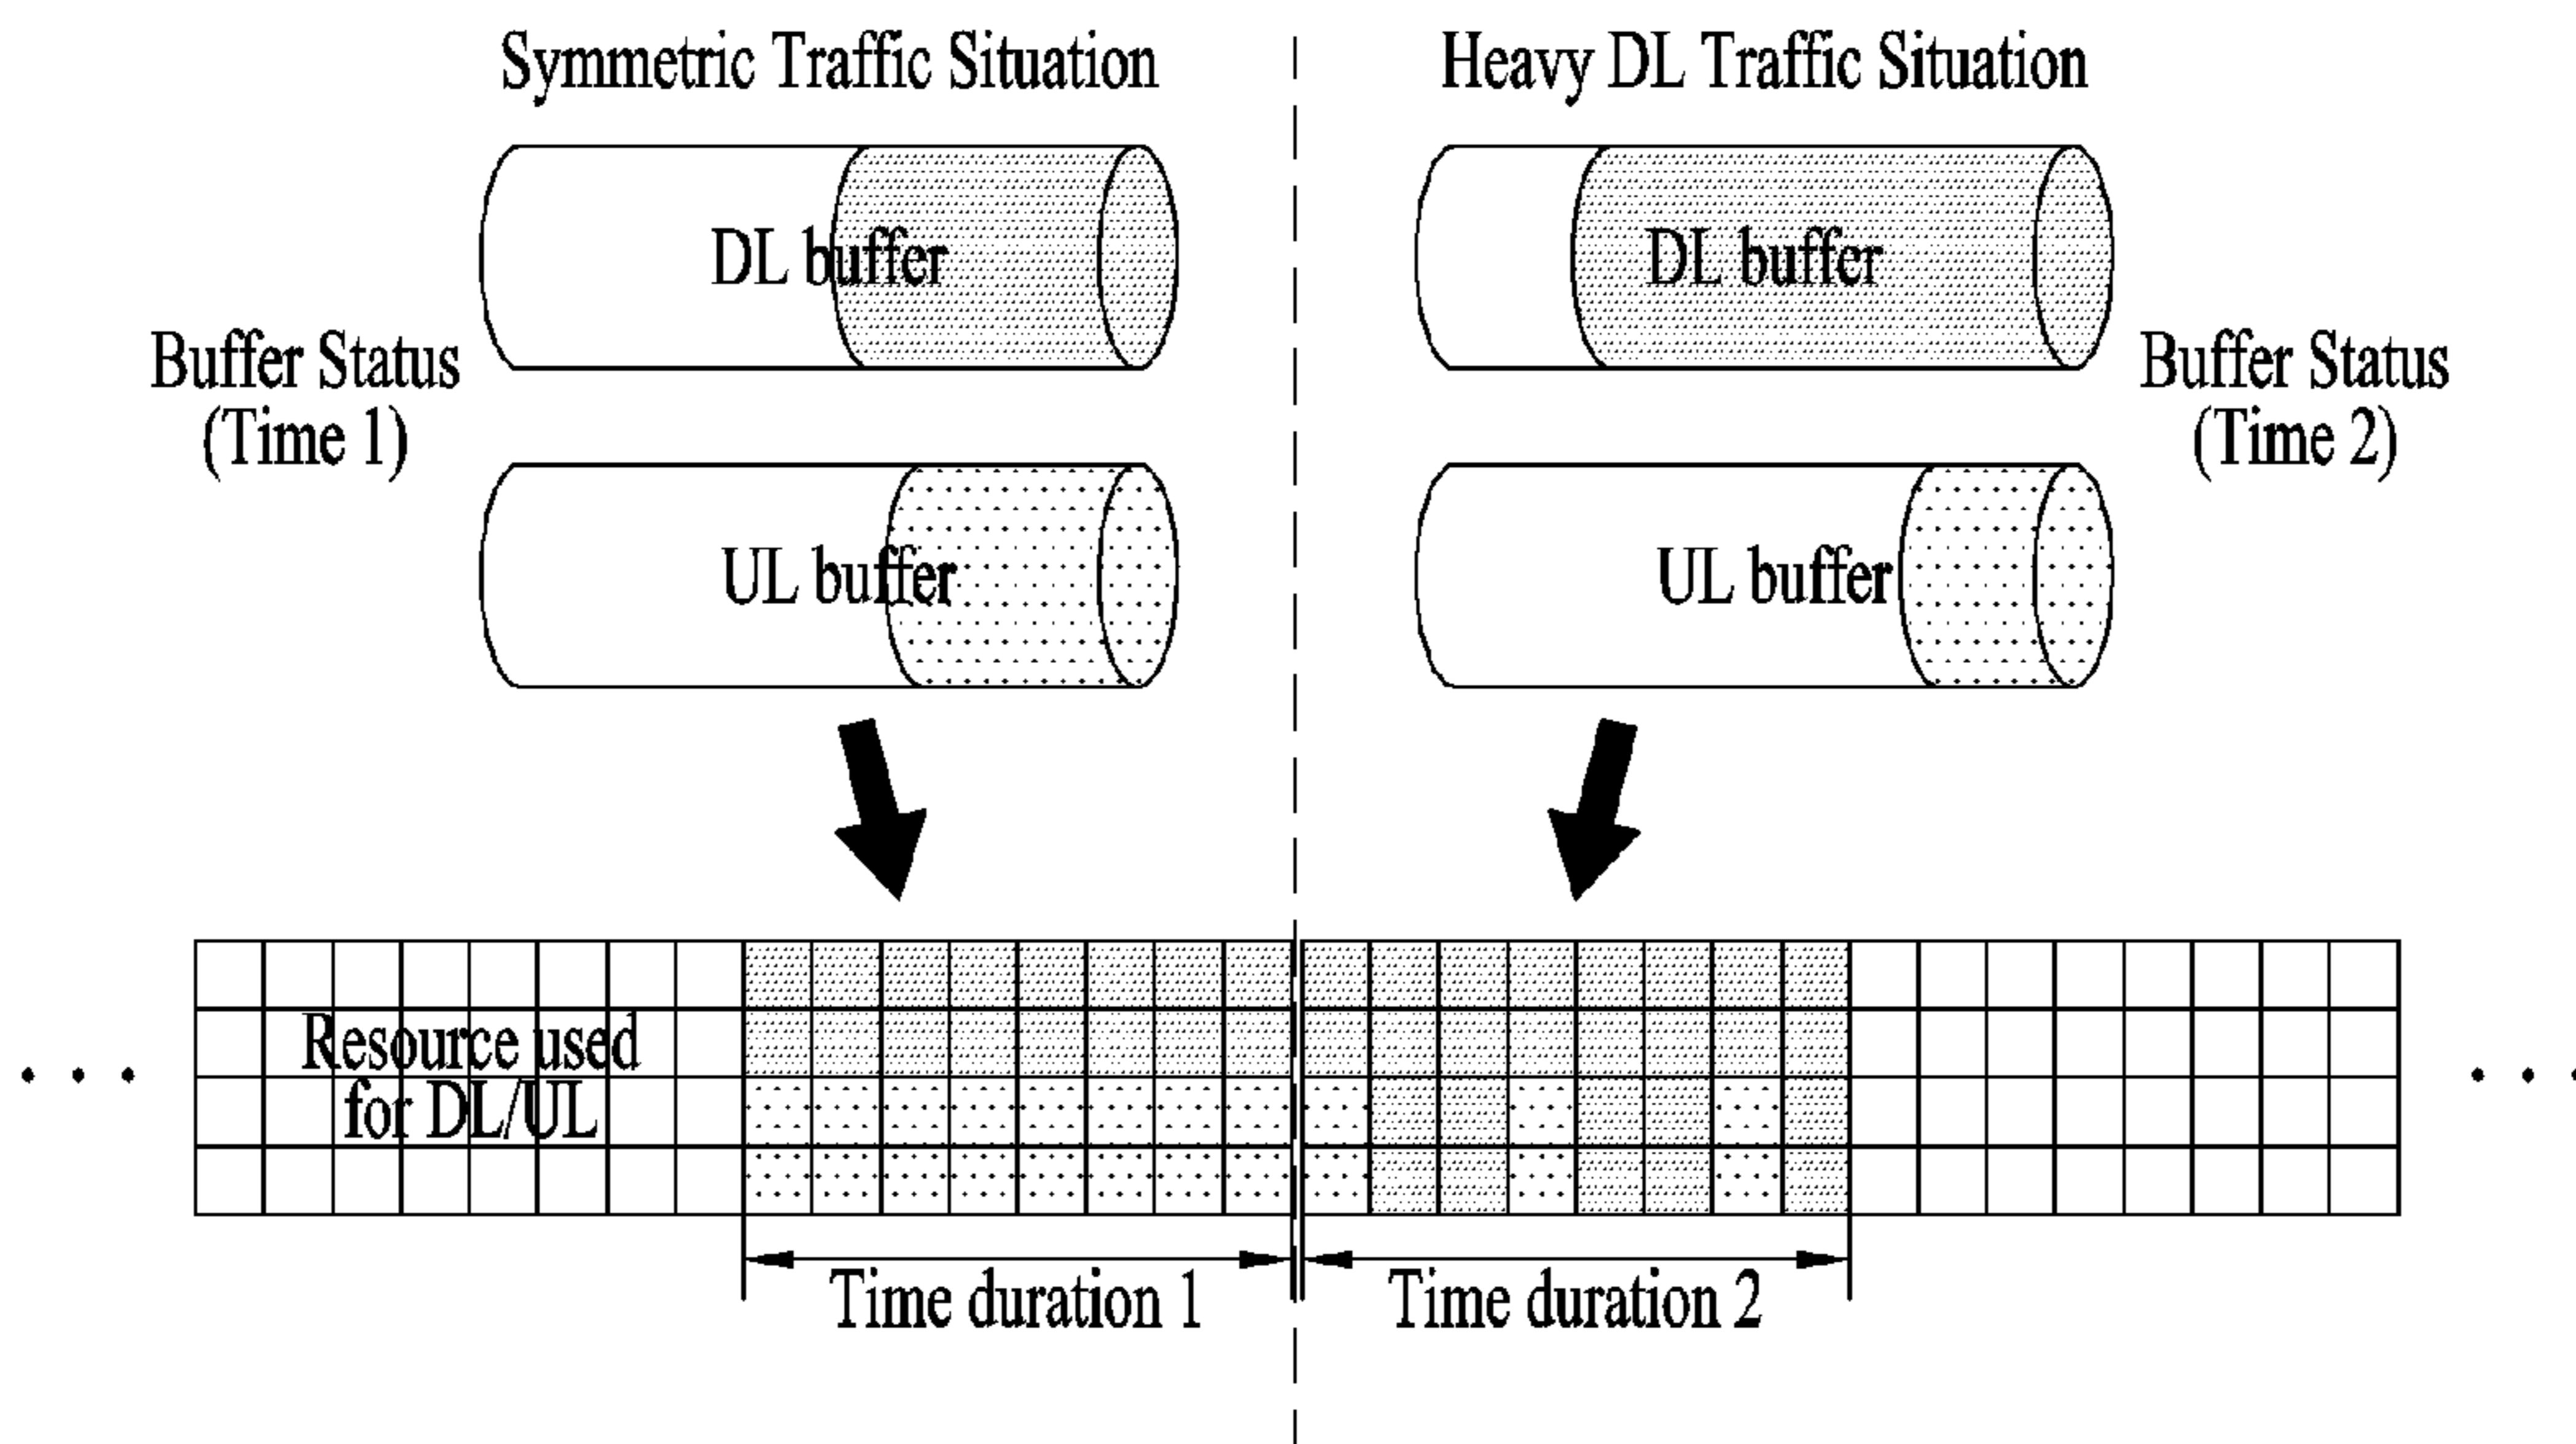 Symmetric Traffic Situation
Heavy DL Traffic Situation
DL buffer
DL buffer
Buffer Status
(Time 1)
Buffer Status
(Time 2)
UL buffer
UL buffer
Resource used
for DL/UL
Time duration 1
Time duration 2